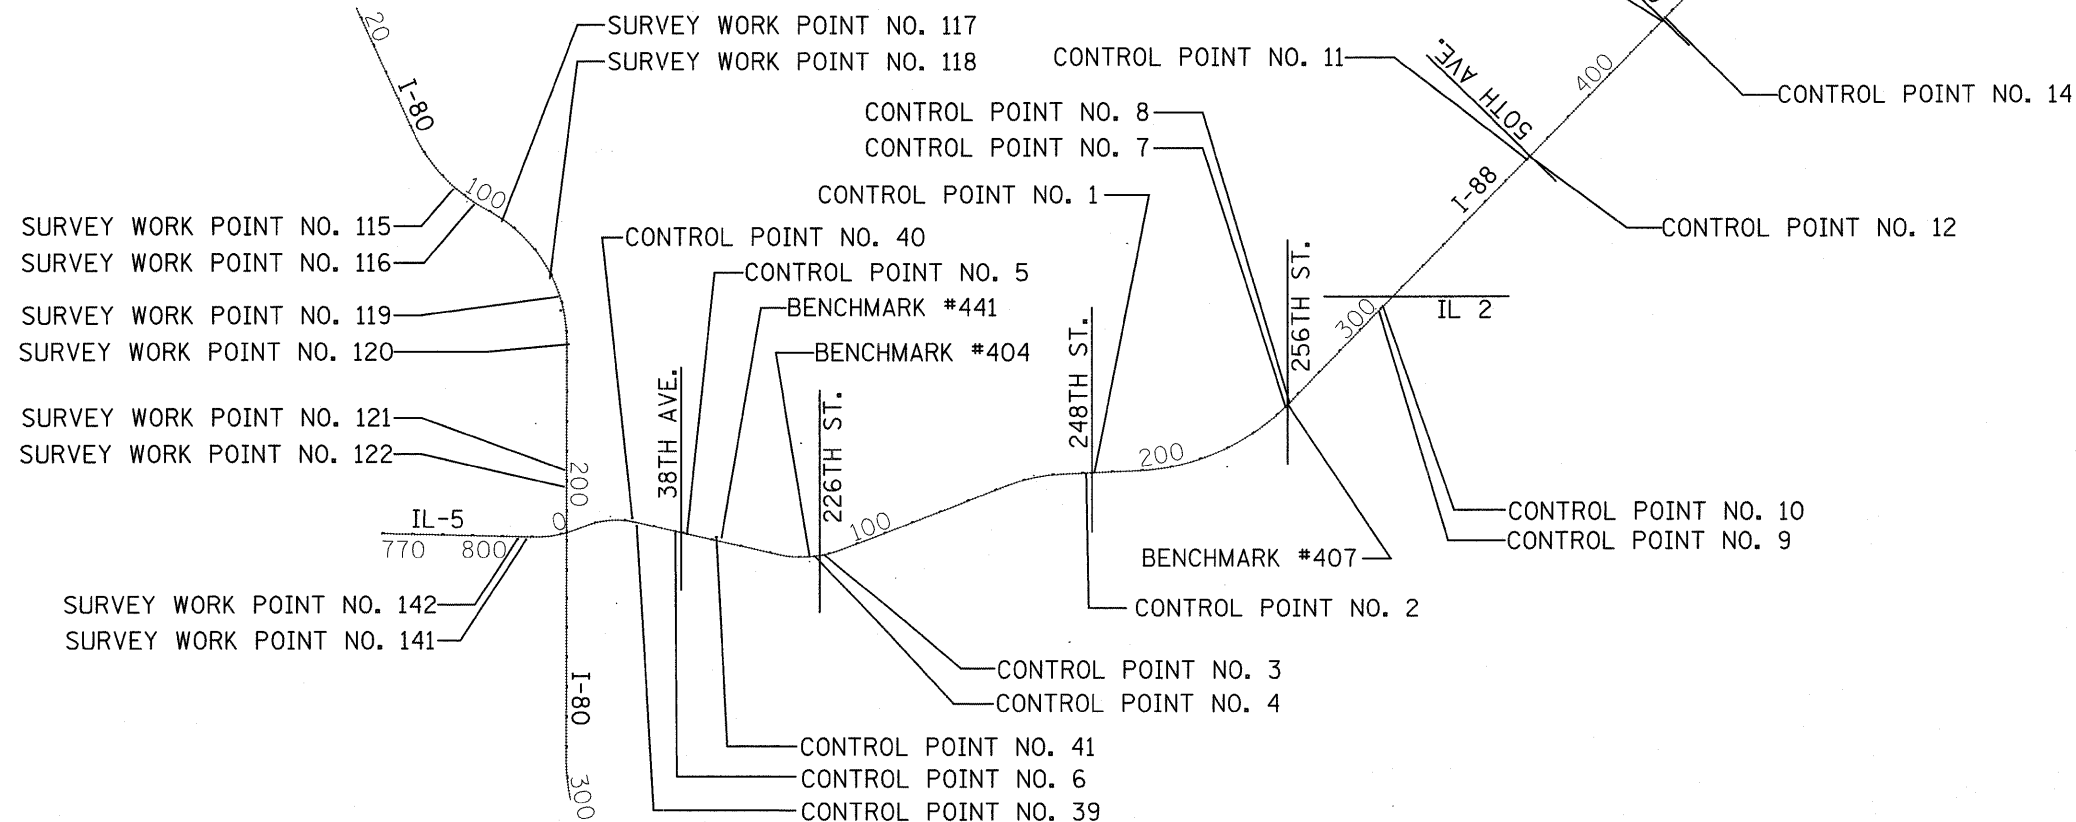 20
SURVEY WORK POINT NO. 117
SURVEY WORK POINT NO. 118
I-80
CONTROL POINT NO. 11
50TH AVE.
400
CONTROL POINT NO. 14
CONTROL POINT NO. 8
CONTROL POINT NO. 7
CONTROL POINT NO. 1
I-88
100
SURVEY WORK POINT NO. 115
SURVEY WORK POINT NO. 116
CONTROL POINT NO. 12
CONTROL POINT NO. 40
CONTROL POINT NO. 5
BENCHMARK #441
BENCHMARK #404
SURVEY WORK POINT NO. 119
SURVEY WORK POINT NO. 120
256TH ST.
300
IL 2
248TH ST.
38TH AVE.
226TH ST.
SURVEY WORK POINT NO. 121
SURVEY WORK POINT NO. 122
200
200
IL-5
0
100
770
800
CONTROL POINT NO. 10
CONTROL POINT NO. 9
BENCHMARK #407
CONTROL POINT NO. 2
SURVEY WORK POINT NO. 142
SURVEY WORK POINT NO. 141
CONTROL POINT NO. 3
CONTROL POINT NO. 4
I-80
CONTROL POINT NO. 41
CONTROL POINT NO. 6
CONTROL POINT NO. 39
300